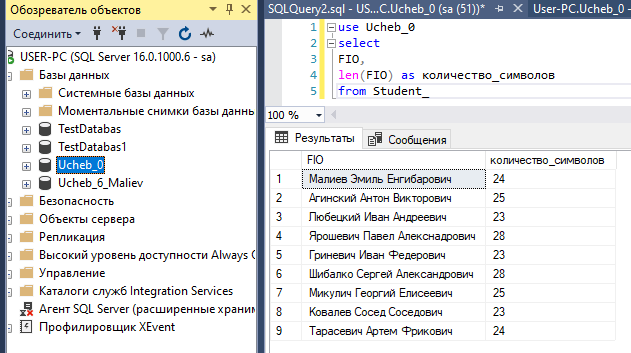 Обозреватель объектов
Соединить
USER-PC (SQL Server 16.0.1000.6 - sa)
Базы данных
Системные базы данных
Моментальные снимки базы данны
TestDatabas
TestDatabas1
Ucheb_0
Ucheb_6_Maliev
Безопасность
Объекты сервера
Репликация
Высокий уровень доступности Always O
Управление
Каталоги служб Integration Services
Агент SQL Server (расширенные храним
Профилировщик XEvent
SQLQuery2.sql - US...C.Ucheb_0 (sa (51))*
User-PC.Ucheb_0 -
1 use Ucheb_0
2 select
3 FIO,
4 len(FIO) as количество_символов
5 from Student_
100 %
Результаты Сообщения
FIO количество_символов
1 Малиев Эмиль Енгибарович 24
2 Агинский Антон Викторович 25
3 Любецкий Иван Андреевич 23
4 Ярошевич Павел Алекснадрович 28
5 Гриневич Иван Федерович 23
6 Шибалко Сергей Александрович 28
7 Микулич Георгий Елисеевич 25
8 Ковалев Сосед Соседович 23
9 Тарасевич Артем Фрикович 24